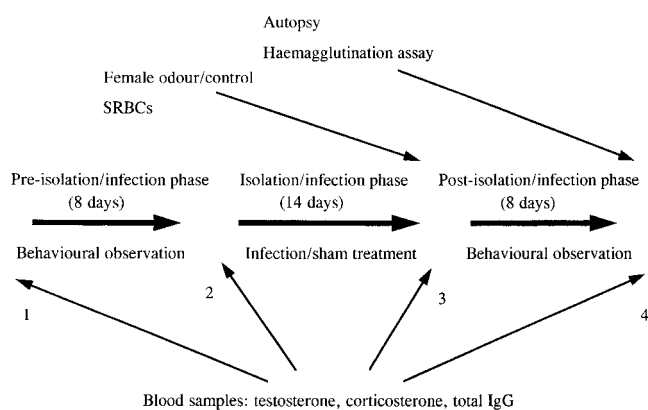 Autopsy
Haemagglutination assay
Female odour/control
SRBCs
Pre-isolation/infection phase
(8 days)
Isolation/infection phase
(14 days)
Post-isolation/infection phase
(8 days)
Behavioural observation
Infection/sham treatment
Behavioural observation
1
2
3
4
Blood samples: testosterone, corticosterone, total IgG